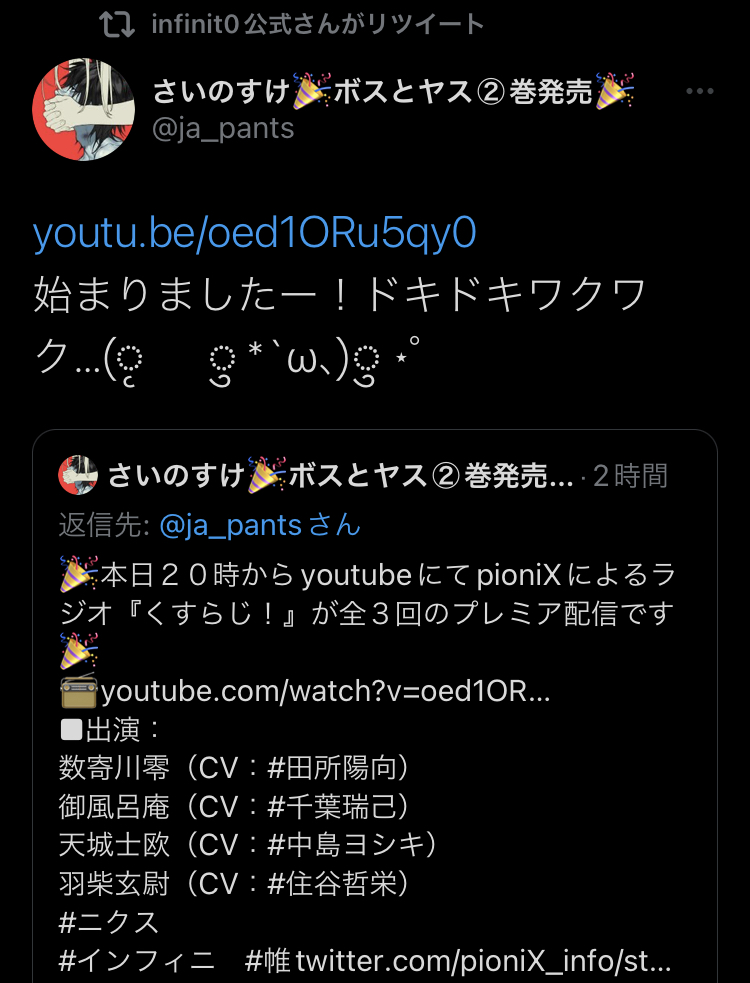 infinit0公式さんがリツイート
さいのすけ🎉ボスとヤス②巻発売🎉
@ja_pants
youtu.be/oed1ORu5qy0
始まりましたー！ドキドキワクワ
ク...(ृ　 ु*`ω､)ु⋆゜
さいのすけ🎉ボスとヤス②巻発売... · 2時間
返信先: @ja_pantsさん
🎉本日２０時からyoutubeにてpioniXによるラ
ジオ『くすらじ！』が全３回のプレミア配信です
🎉
📻youtube.com/watch?v=oed1OR...
⬜出演：
数寄川零（CV：#田所陽向）
御風呂庵（CV：#千葉瑞己）
天城士欧（CV：#中島ヨシキ）
羽柴玄尉（CV：#住谷哲栄）
#ニクス
#インフィニ　#帷twitter.com/pioniX_info/st...